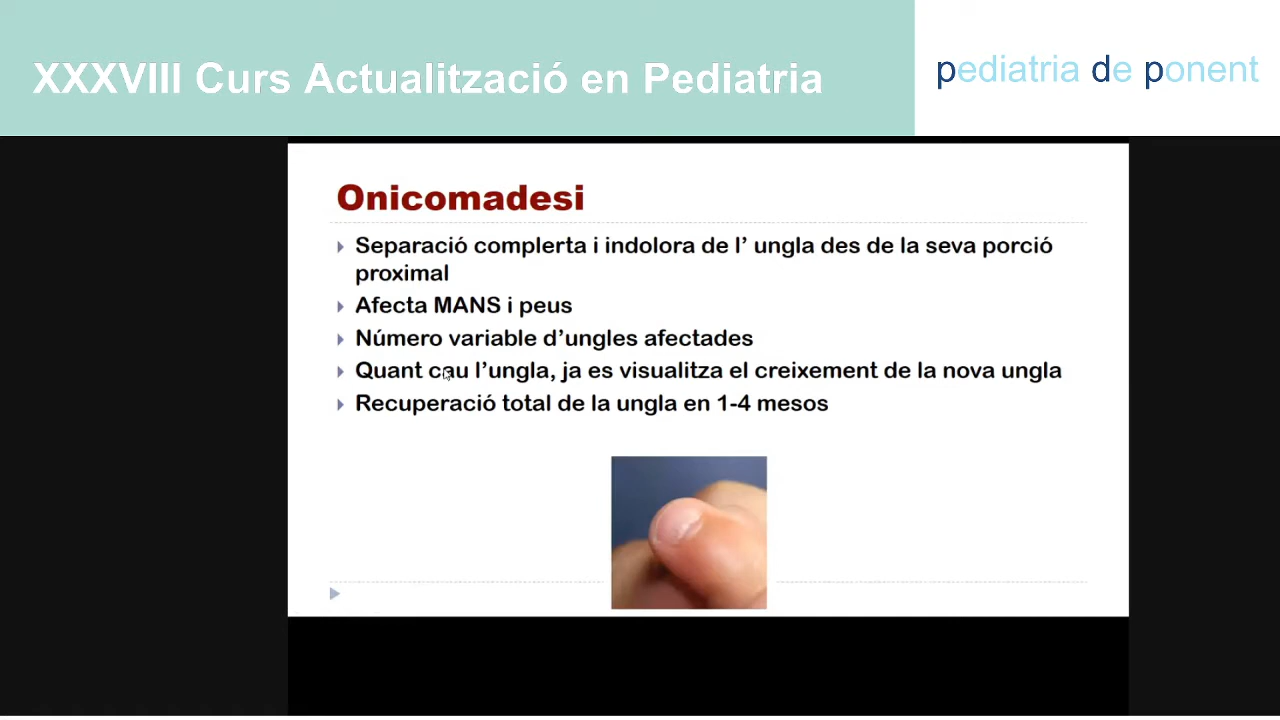 XXXVIII Curs Actualització en Pediatria
pediatria de ponent
Onicomadesi
Separació complerta i indolora de l’ ungla des de la seva porció
proximal
Afecta MANS i peus
Número variable d’ungles afectades
Quant cau l’ungla, ja es visualitza el creixement de la nova ungla
Recuperació total de la ungla en 1-4 mesos